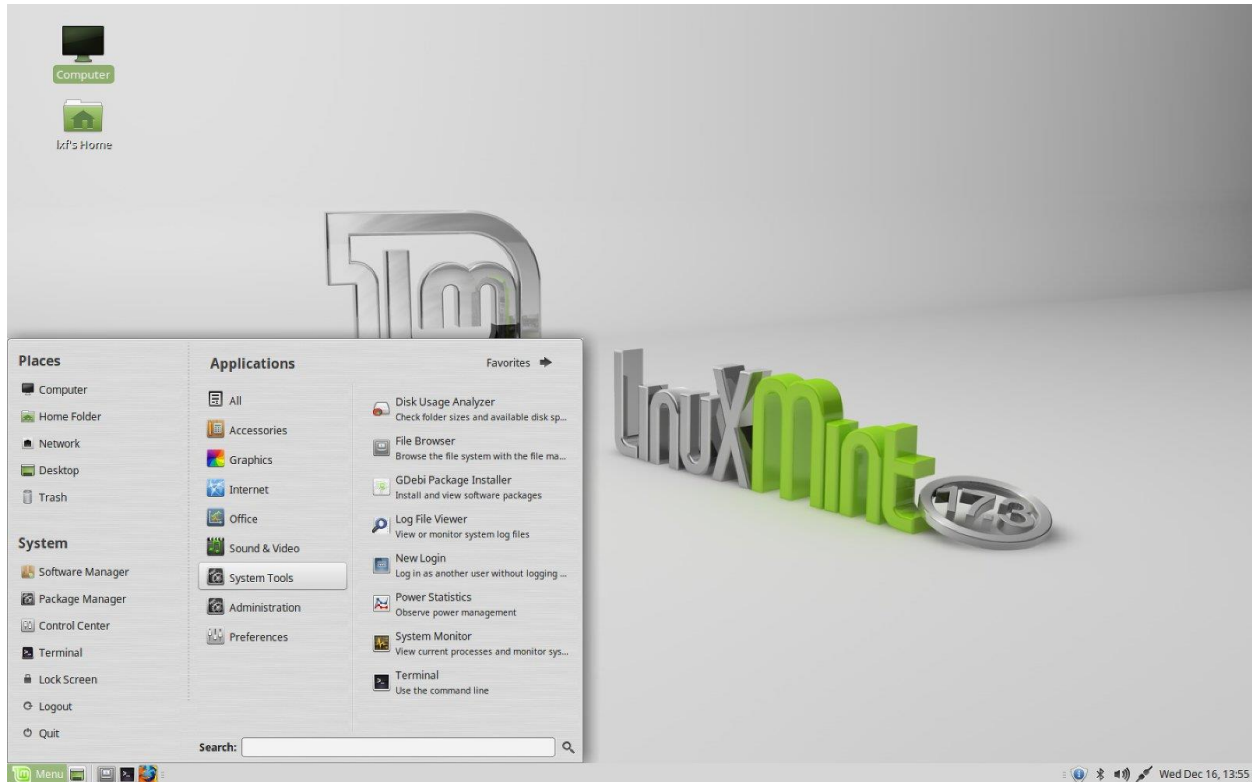 Computer
lxf's Home
LinuxMint
17.3
Places
Computer
Home Folder
Network
Desktop
Trash
System
Software Manager
Package Manager
Control Center
Terminal
Lock Screen
Logout
Quit
Applications
Favorites
All
Accessories
Graphics
Internet
Office
Sound & Video
System Tools
Administration
Preferences
Disk Usage Analyzer
Check folder sizes and available disk sp...
File Browser
Browse the file system with the file ma...
GDebi Package Installer
Install and view software packages
Log File Viewer
View or monitor system log files
New Login
Log in as another user without logging ...
Power Statistics
Observe power management
System Monitor
View current processes and monitor sys...
Terminal
Use the command line
Search:
Menu
Wed Dec 16, 13:55